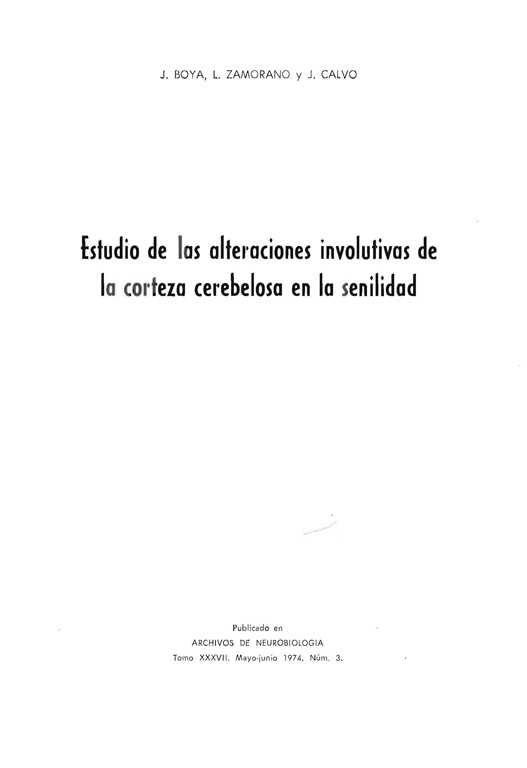 J. BOYA, L. ZAMORANO y J. CALVO
Estudio de las alteraciones involutivas de
la corteza cerebelosa en la senilidad
Publicado en
ARCHIVOS DE NEUROBIOLOGIA
Tomo XXXVII. Mayo-junio 1974. Núm. 3.